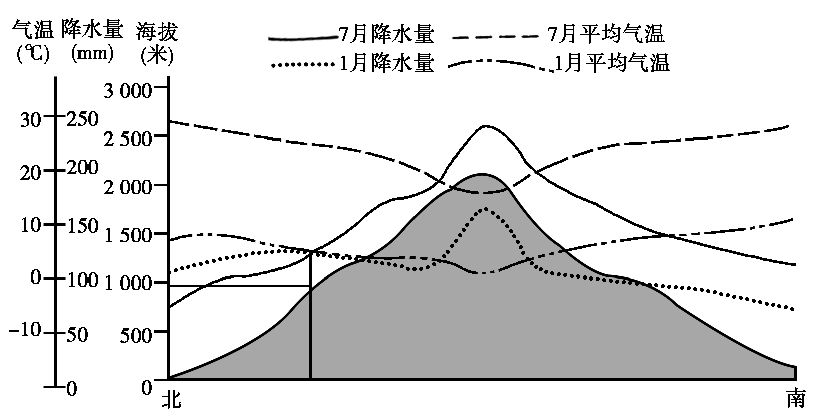 气温 降水量 海拔
(℃) (mm) (米)
7月降水量 7月平均气温
1月降水量 1月平均气温
3 000
30 250 2 500
20 200 2 000
10 150 1 500
0 100 1 000
-10 50 500
0 0
北 南